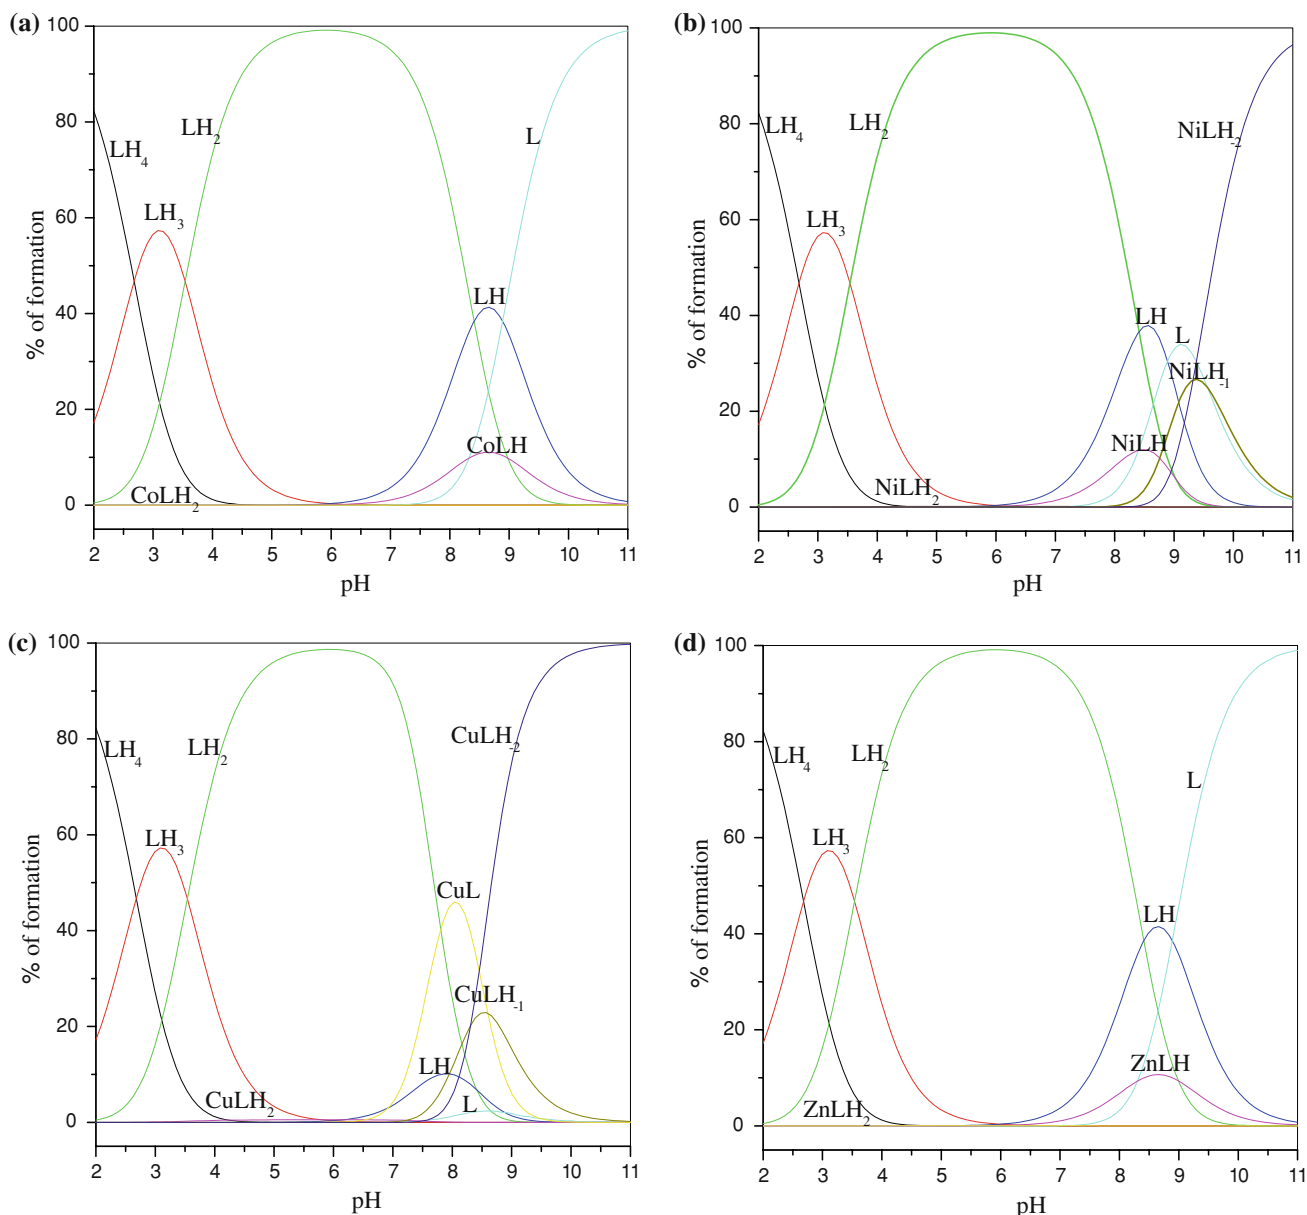 (a)
100
80
60
40
20
0
% of formation
LH4
LH3
LH2
L
LH
CoLH
CoLH2
2 3 4 5 6 7 8 9 10 11
pH
(b)
100
80
60
40
20
0
% of formation
LH4
LH3
LH2
NiLH-2
LH
L
NiLH-1
NiLH
NiLH2
2 3 4 5 6 7 8 9 10 11
pH
(c)
100
80
60
40
20
0
% of formation
LH4
LH3
LH2
CuLH-2
CuL
CuLH-1
LH
L
CuLH2
2 3 4 5 6 7 8 9 10 11
pH
(d)
100
80
60
40
20
0
% of formation
LH4
LH3
LH2
L
LH
ZnLH
ZnLH2
2 3 4 5 6 7 8 9 10 11
pH